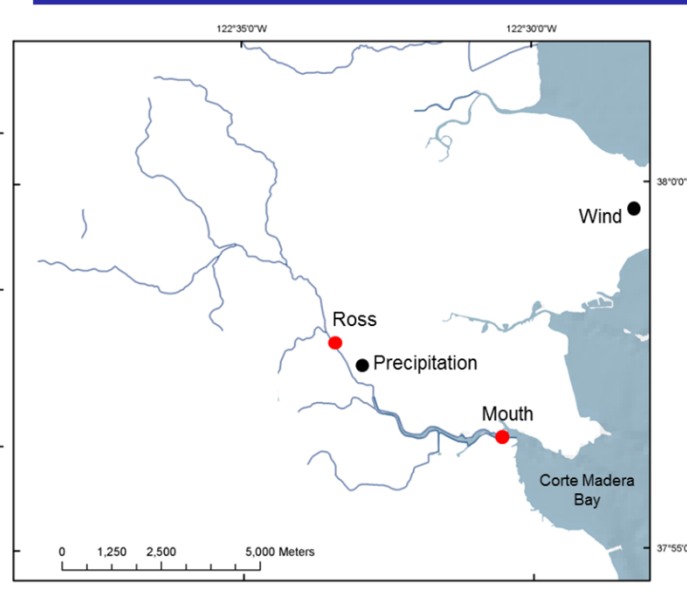 122°35'0"W 122°30'0"W
38°0'0"
Wind
Ross
Precipitation
Mouth
Corte Madera
Bay
0 1,250 2,500 5,000 Meters
37°55'0